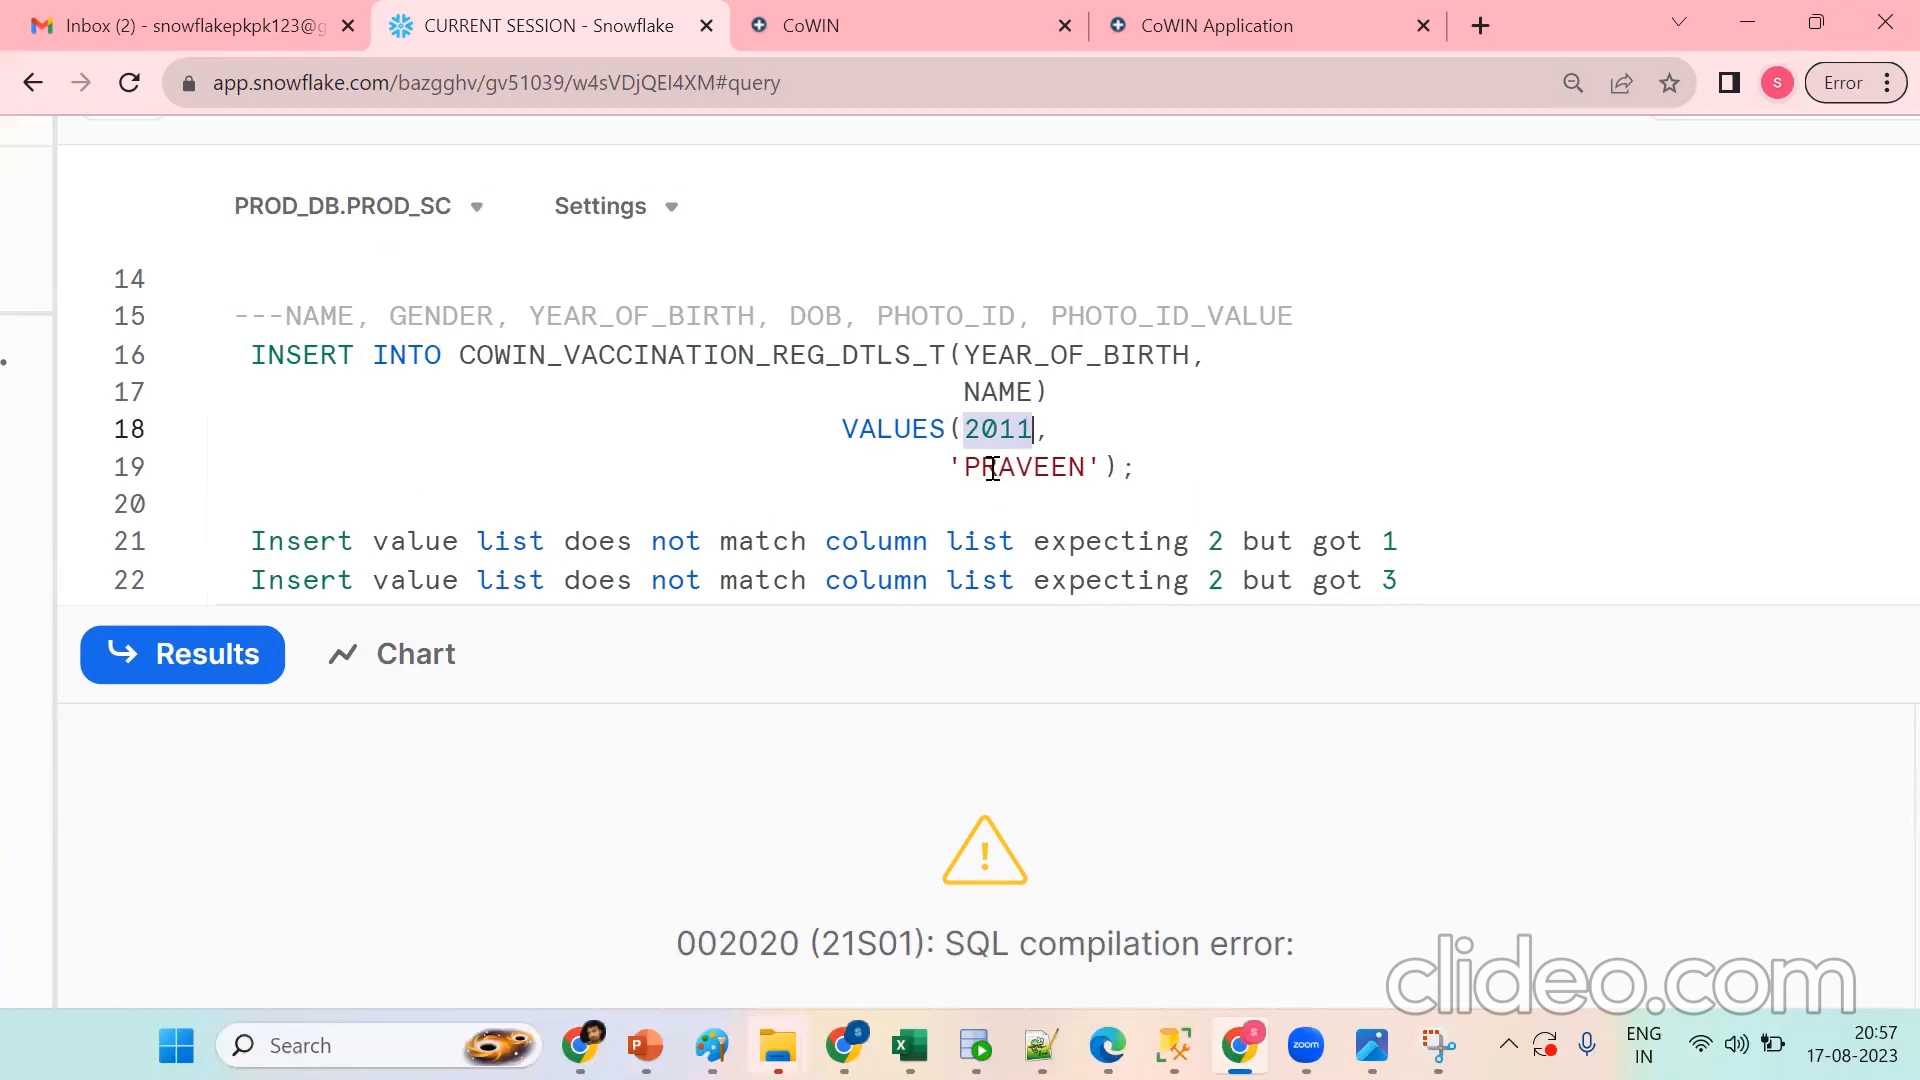 Inbox (2) - snowflakepkpk123@g
CURRENT SESSION - Snowflake
CoWIN
CoWIN Application
app.snowflake.com/bazgghv/gv51039/w4sVDjQEI4XM#query
S
Error
PROD_DB.PROD_SC
Settings
14
15 ---NAME, GENDER, YEAR_OF_BIRTH, DOB, PHOTO_ID, PHOTO_ID_VALUE
16 INSERT INTO COWIN_VACCINATION_REG_DTLS_T(YEAR_OF_BIRTH,
17 NAME)
18 VALUES(2011,
19 'PRAVEEN');
20
21 Insert value list does not match column list expecting 2 but got 1
22 Insert value list does not match column list expecting 2 but got 3
Results
Chart
002020 (21S01): SQL compilation error:
clideo.com
Search
zoom
ENG
IN
20:57
17-08-2023